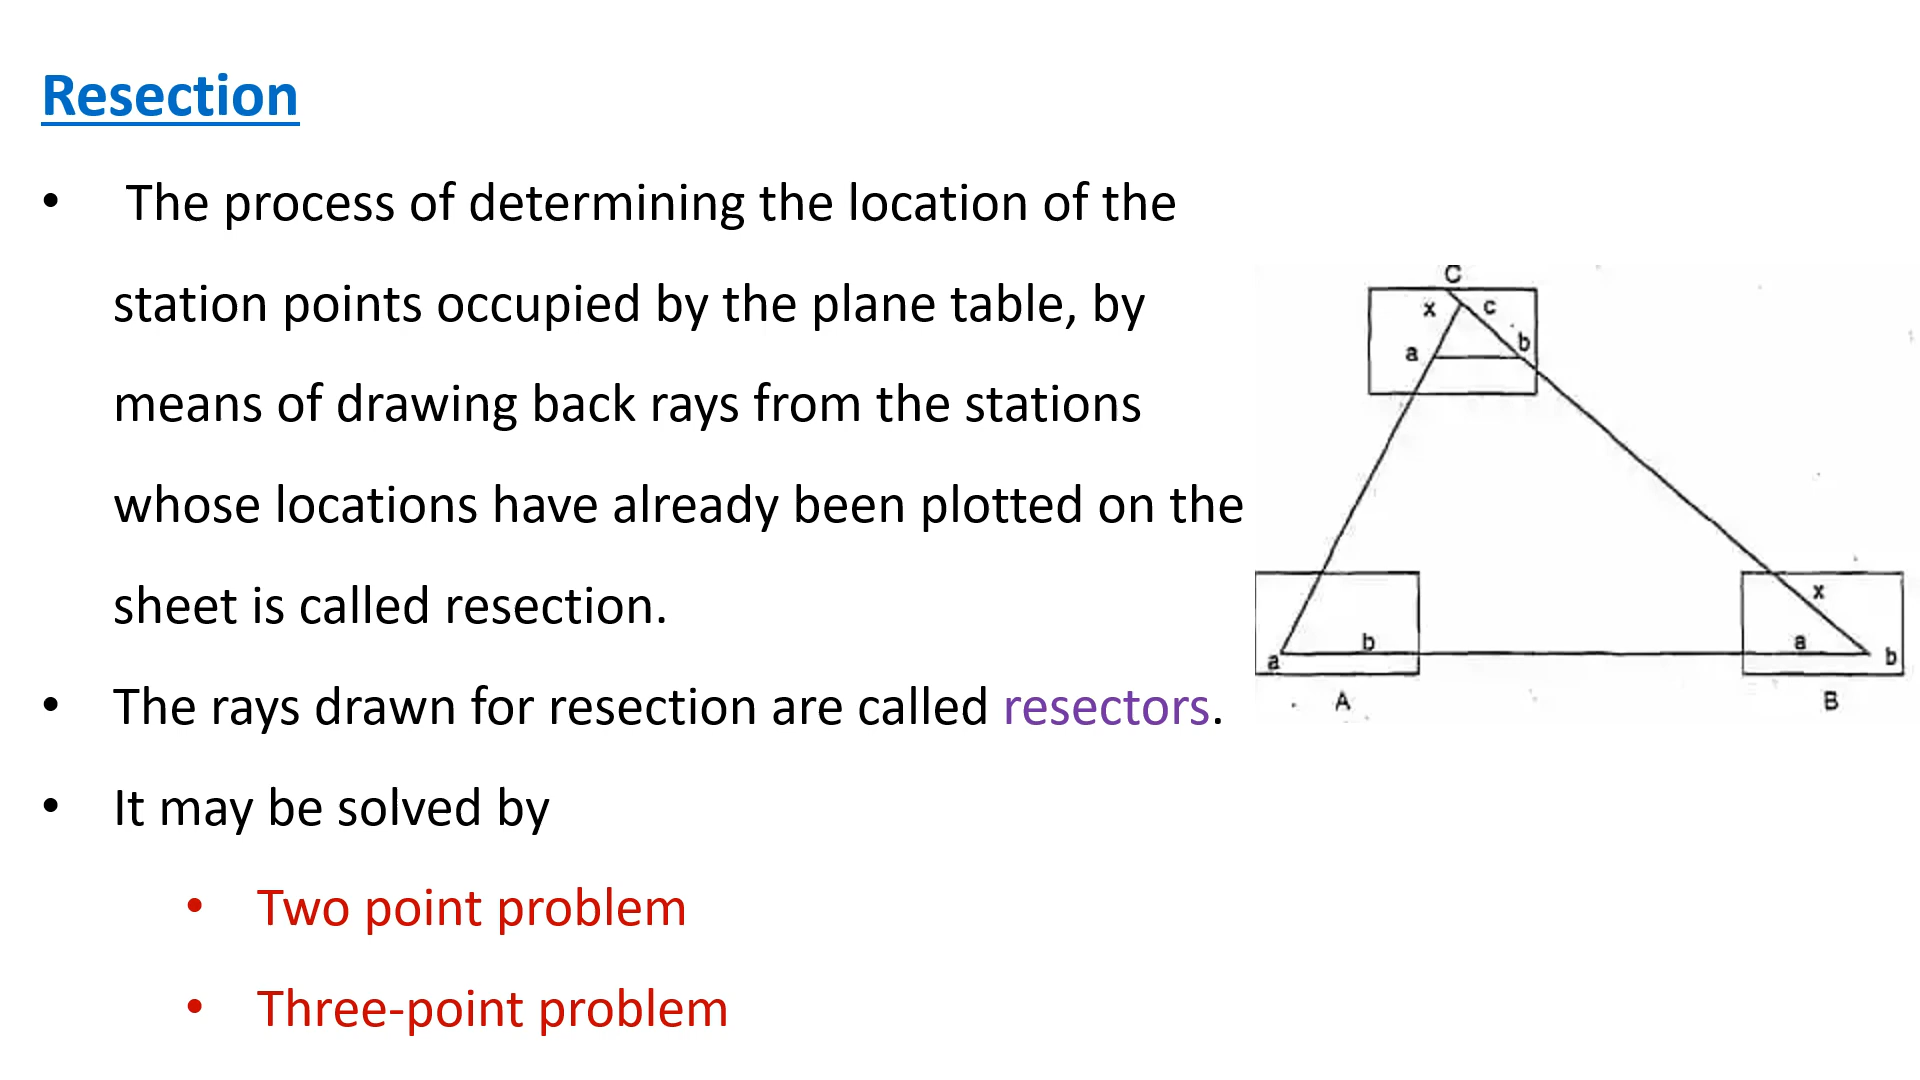 Resection
• The process of determining the location of the
station points occupied by the plane table, by
means of drawing back rays from the stations
whose locations have already been plotted on the
sheet is called resection.
• The rays drawn for resection are called resectors.
• It may be solved by
• Two point problem
• Three-point problem
C
x c
a b
x
a b
a b
A B